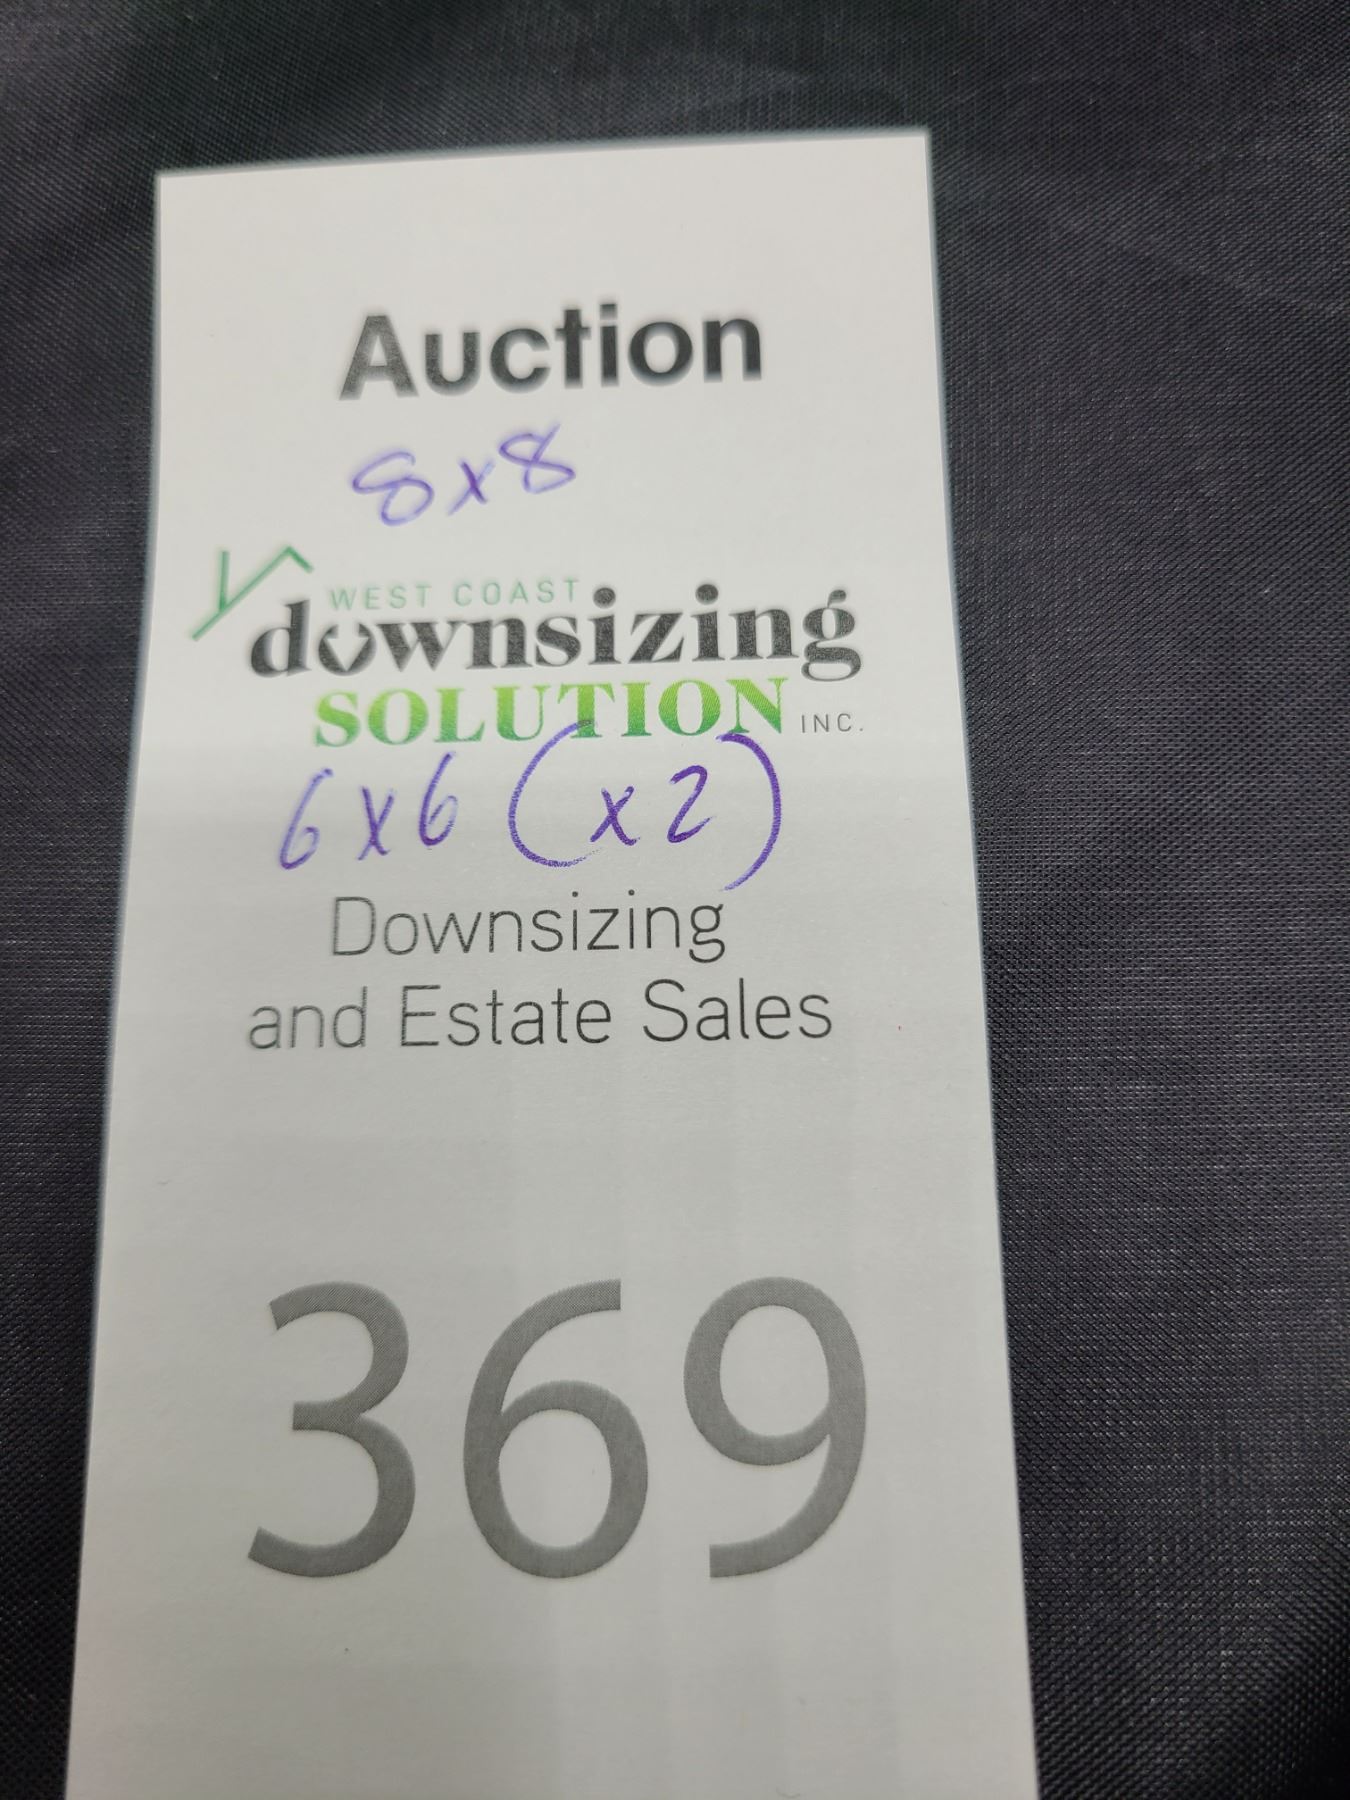 Auction
8x8
WEST COAST
downsizing
SOLUTION INC.
6x6 (x2)
Downsizing
and Estate Sales
369